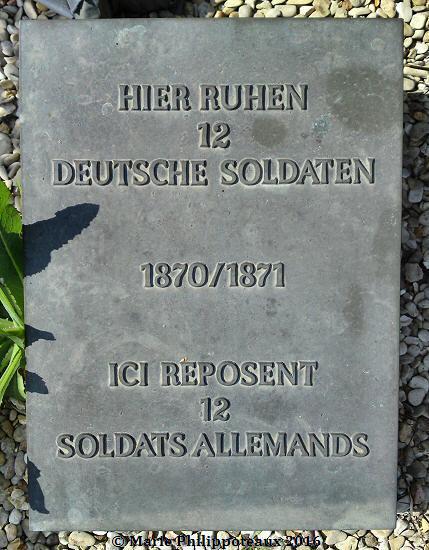 HIER RUHEN
12
DEUTSCHE SOLDATEN
1870/1871
ICI REPOSENT
12
SOLDATS ALLEMANDS
©Marie Philippoteaux 2016